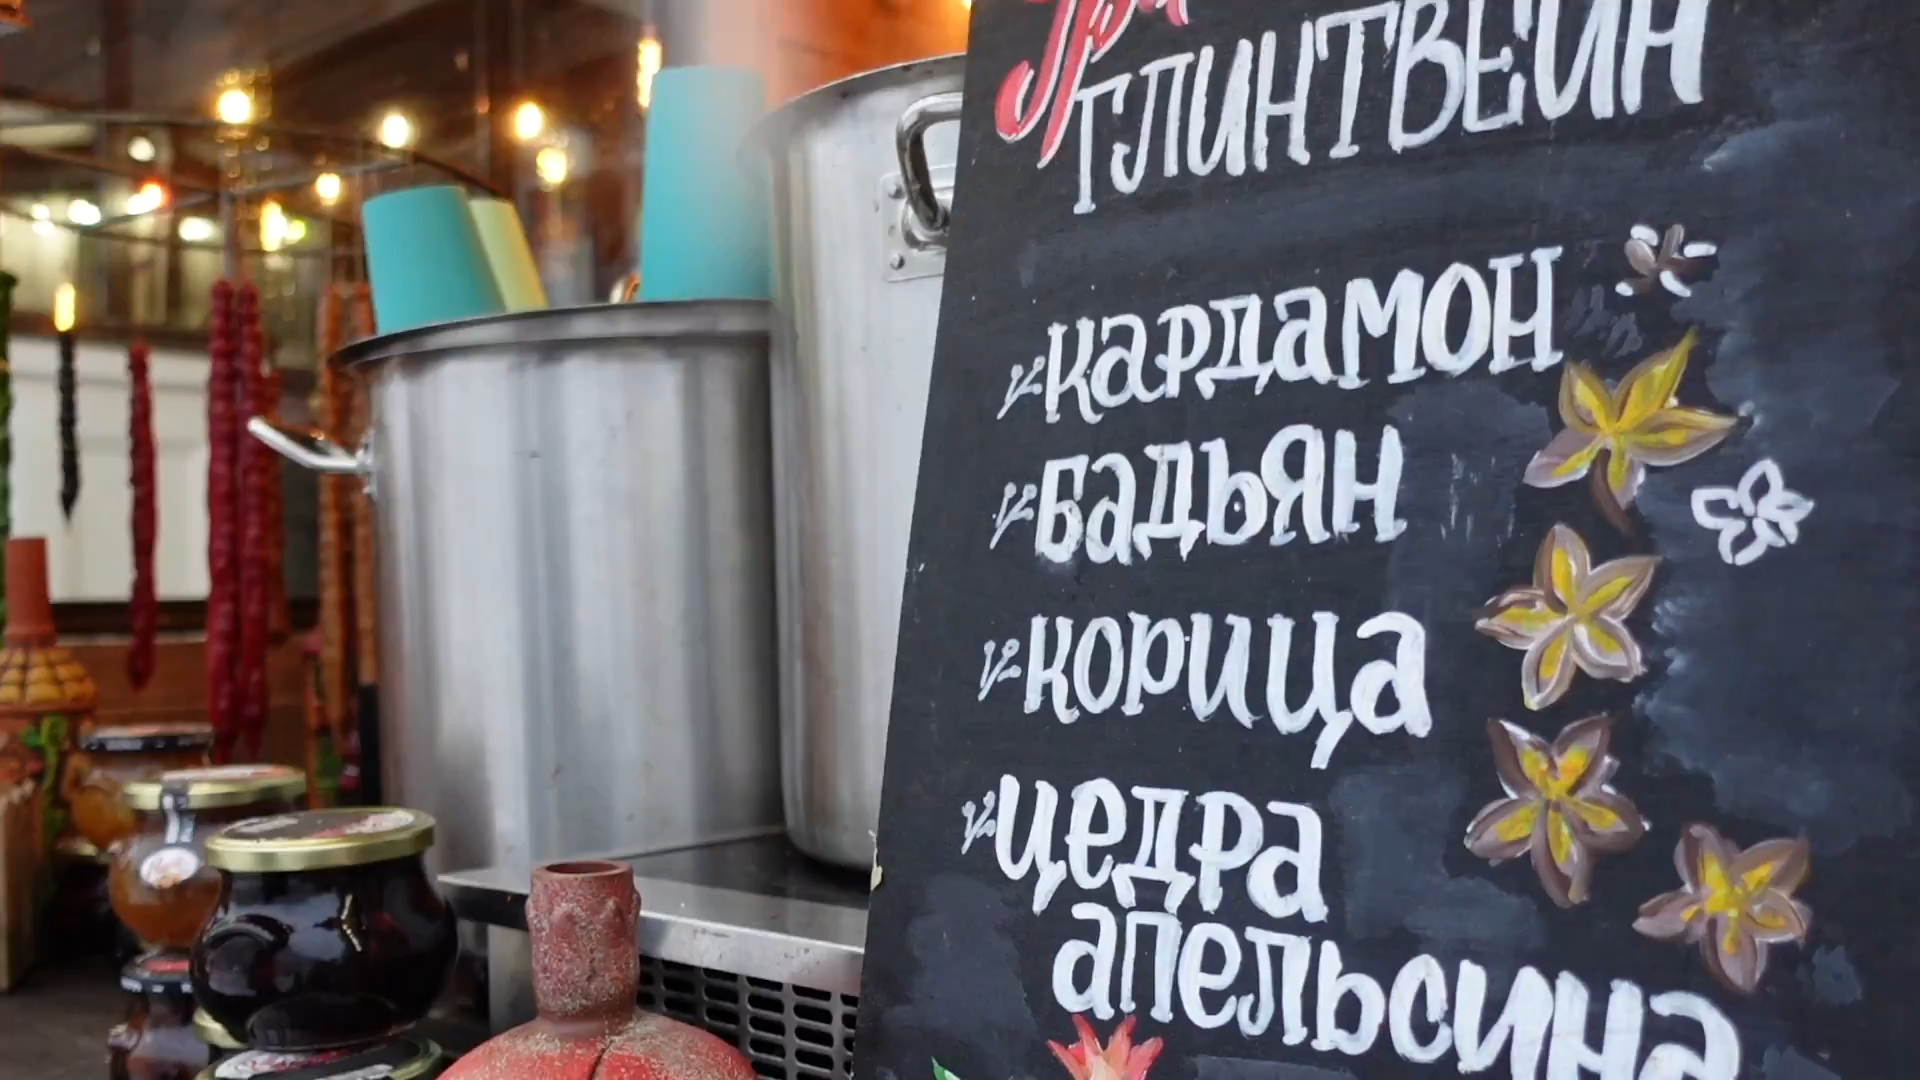 ГЛИНТВЕЙН
кардамон
бадьян
корица
цедра
апельсина